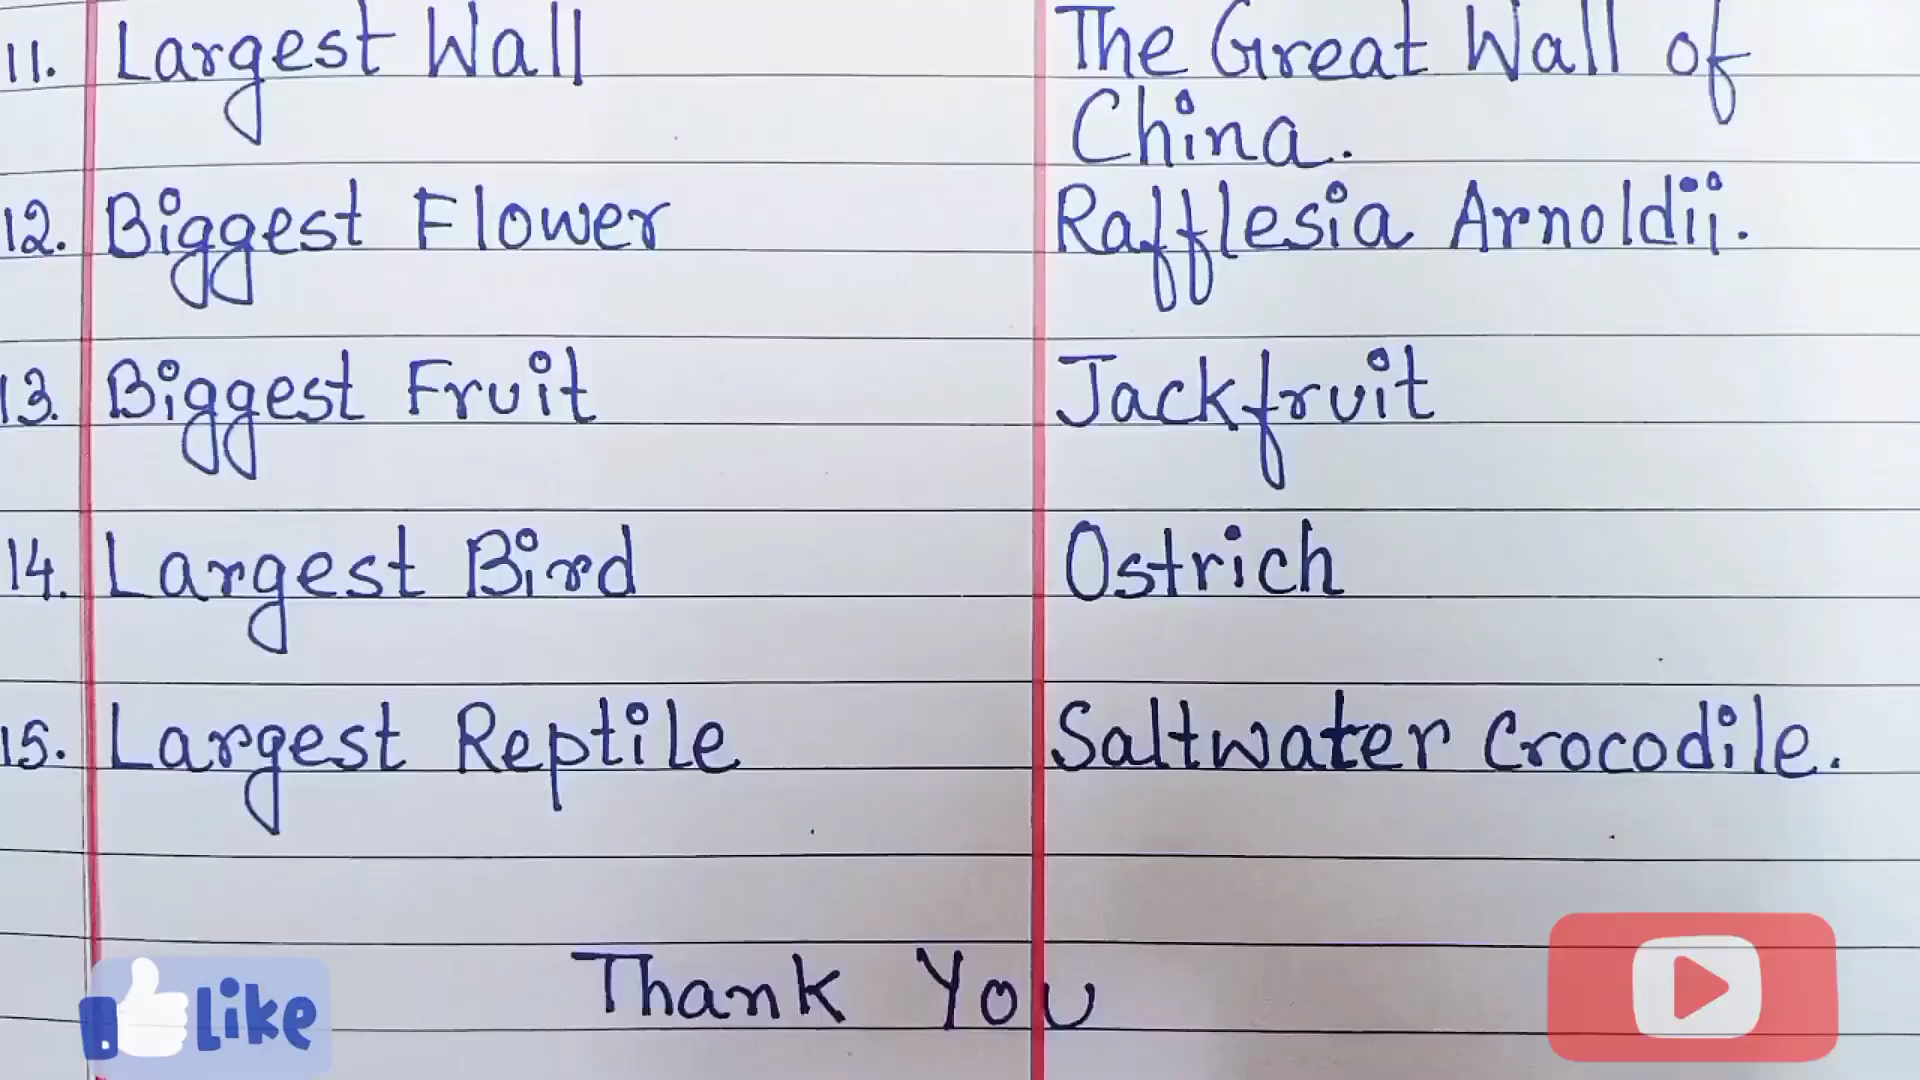 11. Largest Wall The Great Wall of
China.
12. Biggest Flower Rafflesia Arnoldii.
13. Biggest Fruit Jackfruit
14. Largest Bird Ostrich
15. Largest Reptile Saltwater Crocodile.
Thank You
Like